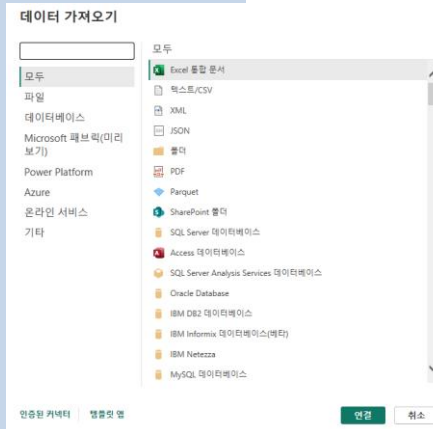 데이터 가져오기
모두
파일
데이터베이스
Microsoft 패브릭(미리
보기)
Power Platform
Azure
온라인 서비스
기타
모두
Excel 통합 문서
텍스트/CSV
XML
JSON
폴더
PDF
Parquet
SharePoint 폴더
SQL Server 데이터베이스
Access 데이터베이스
SQL Server Analysis Services 데이터베이스
Oracle Database
IBM DB2 데이터베이스
IBM Informix 데이터베이스(베타)
IBM Netezza
MySQL 데이터베이스
인증된 커넥터
템플릿 앱
연결
취소